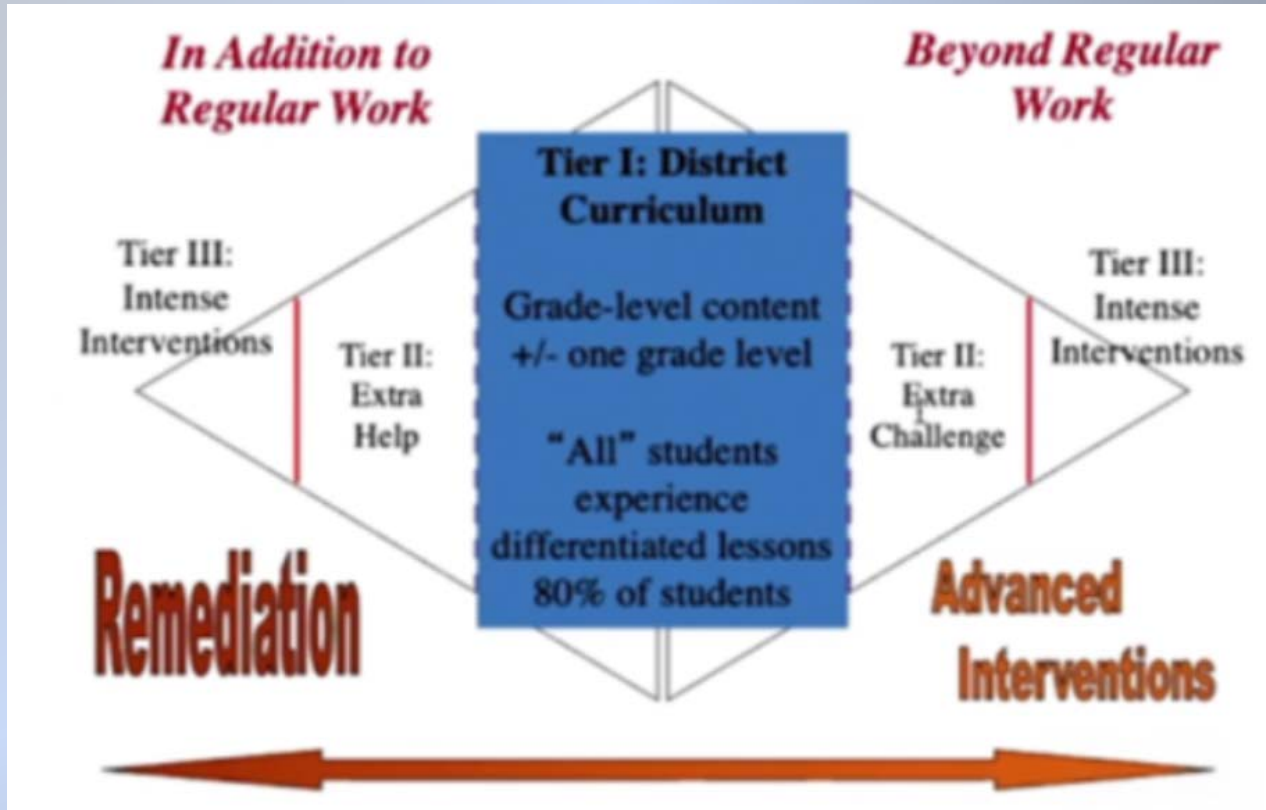 In Addition to
Regular Work
Beyond Regular
Work
Tier I: District
Curriculum
Grade-level content
+/- one grade level
“All” students
experience
differentiated lessons
80% of students
Tier III:
Intense
Interventions
Tier II:
Extra
Help
Tier II:
Extra
Challenge
Tier III:
Intense
Interventions
Remediation
Advanced
Interventions